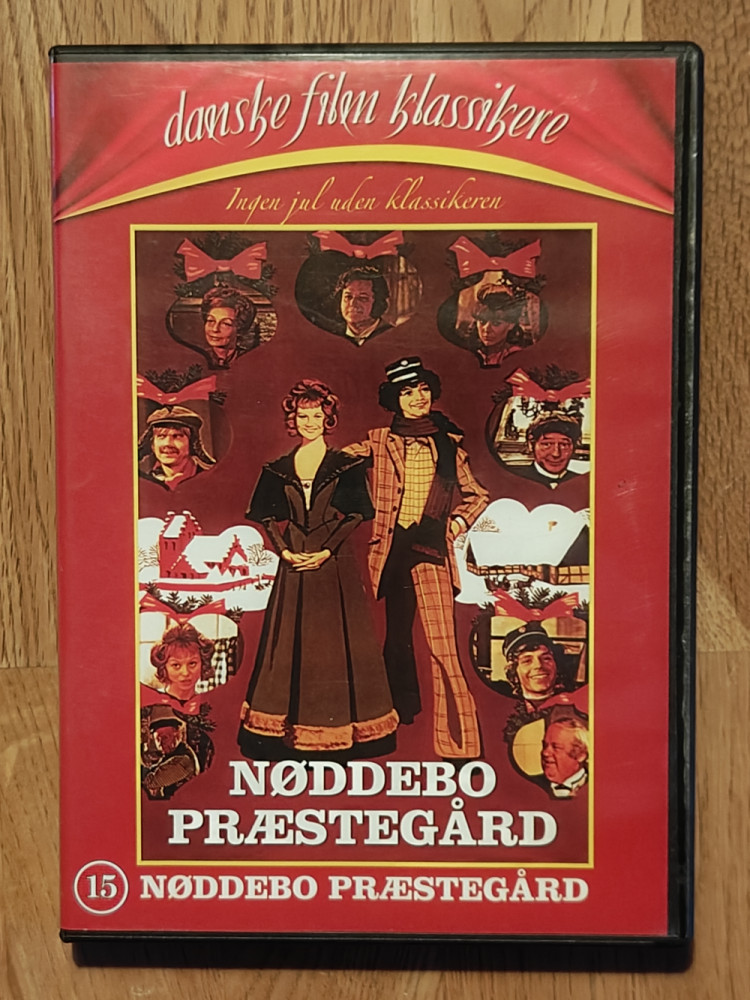 danske film klassikere
Ingen jul uden klassikeren
NØDDEBO
PRÆSTEGÅRD
15 NØDDEBO PRÆSTEGÅRD